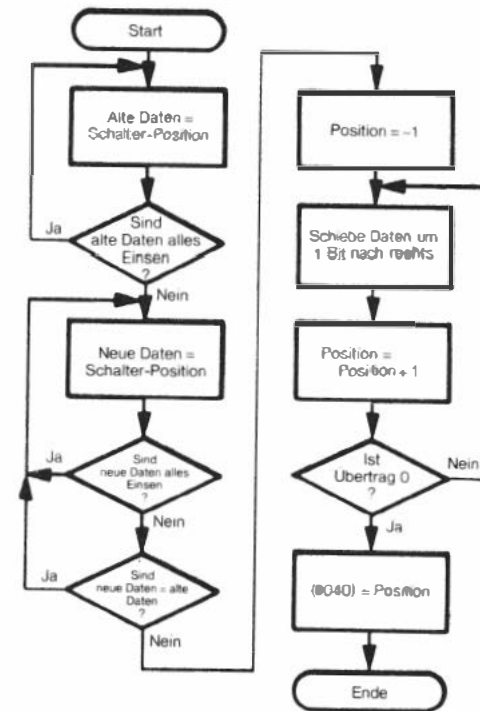 Start
Alte Daten =
Schalter-Position
Ja
Sind
alte Daten alles
Einsen
?
Nein
Neue Daten =
Schalter-Position
Ja
Sind
neue Daten alles
Einsen
?
Nein
Ja
Sind
neue Daten = alte
Daten
?
Nein
Position = -1
Schiebe Daten um
1 Bit nach rechts
Position =
Position + 1
Ist
Ubertrag 0
?
Nein
Ja
(0040) = Position
Ende